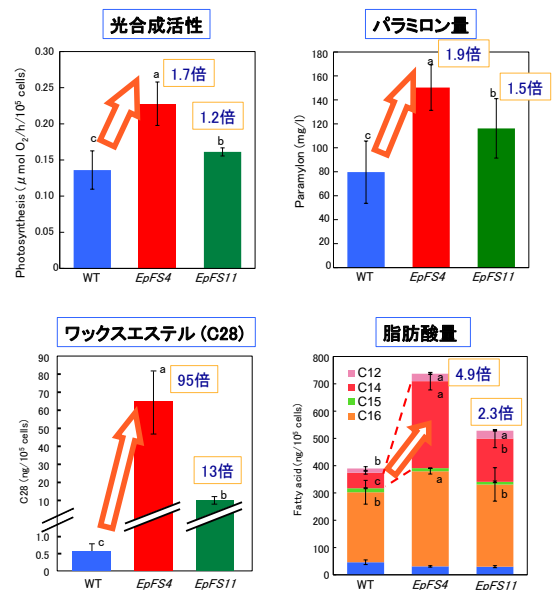 光合成活性
Photosynthesis (μ mol O₂/h/10⁵ cells)
0.30
0.25
0.20
0.15
0.10
0.05
0.00
c
a
1.7倍
1.2倍
b
WT
EpFS4
EpFS11
パラミロン量
Paramylon (mg/l)
180
160
140
120
100
80
60
40
20
0
c
1.9倍
a
1.5倍
b
WT
EpFS4
EpFS11
ワックスエステル (C28)
C28 (ng/10⁵ cells)
90
80
70
60
50
40
30
20
10
1.0
0.5
0.0
c
a
95倍
13倍
b
WT
EpFS4
EpFS11
脂肪酸量
Fatty acid (ng/10⁵ cells)
800
700
600
500
400
300
200
100
0
C12
C14
C15
C16
b
c
b
a
a
a
4.9倍
2.3倍
a
b
b
WT
EpFS4
EpFS11